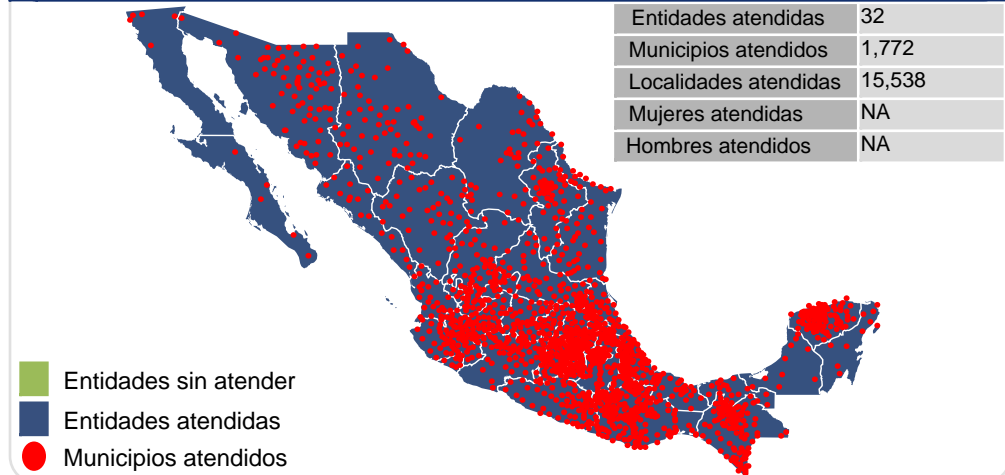 Entidades atendidas 32
Municipios atendidos 1,772
Localidades atendidas 15,538
Mujeres atendidas NA
Hombres atendidos NA
Entidades sin atender
Entidades atendidas
Municipios atendidos